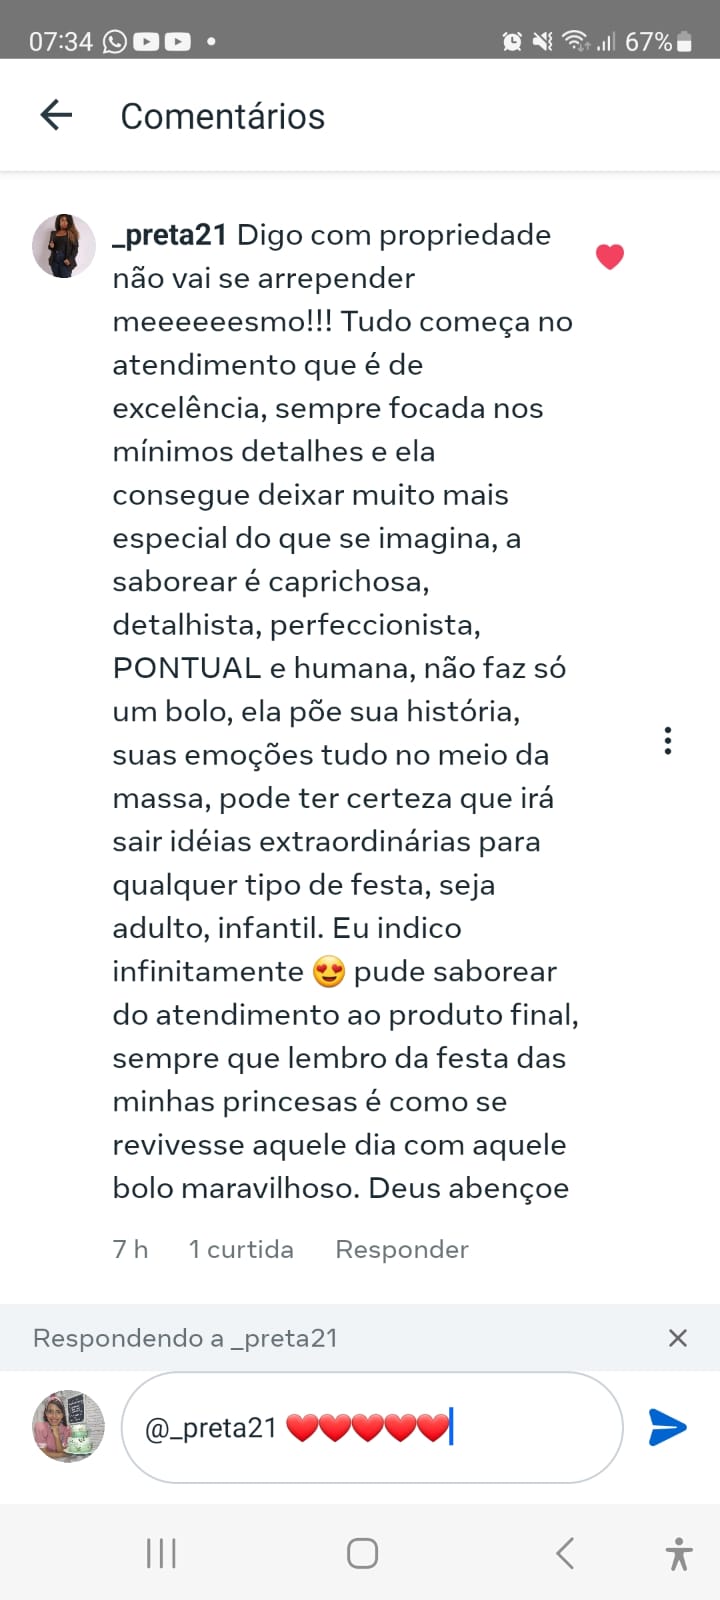 07:34
67%
Comentários
_preta21 Digo com propriedade
não vai se arrepender
meeeeeesmo!!! Tudo começa no
atendimento que é de
excelência, sempre focada nos
mínimos detalhes e ela
consegue deixar muito mais
especial do que se imagina, a
saborear é caprichosa,
detalhista, perfeccionista,
PONTUAL e humana, não faz só
um bolo, ela põe sua história,
suas emoções tudo no meio da
massa, pode ter certeza que irá
sair idéias extraordinárias para
qualquer tipo de festa, seja
adulto, infantil. Eu indico
infinitamente 😍 pude saborear
do atendimento ao produto final,
sempre que lembro da festa das
minhas princesas é como se
revivesse aquele dia com aquele
bolo maravilhoso. Deus abençoe
7 h 1 curtida Responder
Respondendo a _preta21
@_preta21 ❤️❤️❤️❤️❤️